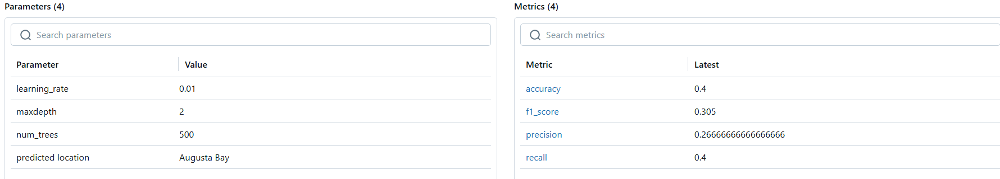 Parameters (4)
Search parameters
Parameter Value
learning_rate 0.01
maxdepth 2
num_trees 500
predicted location Augusta Bay
Metrics (4)
Search metrics
Metric Latest
accuracy 0.4
f1_score 0.305
precision 0.26666666666666666
recall 0.4